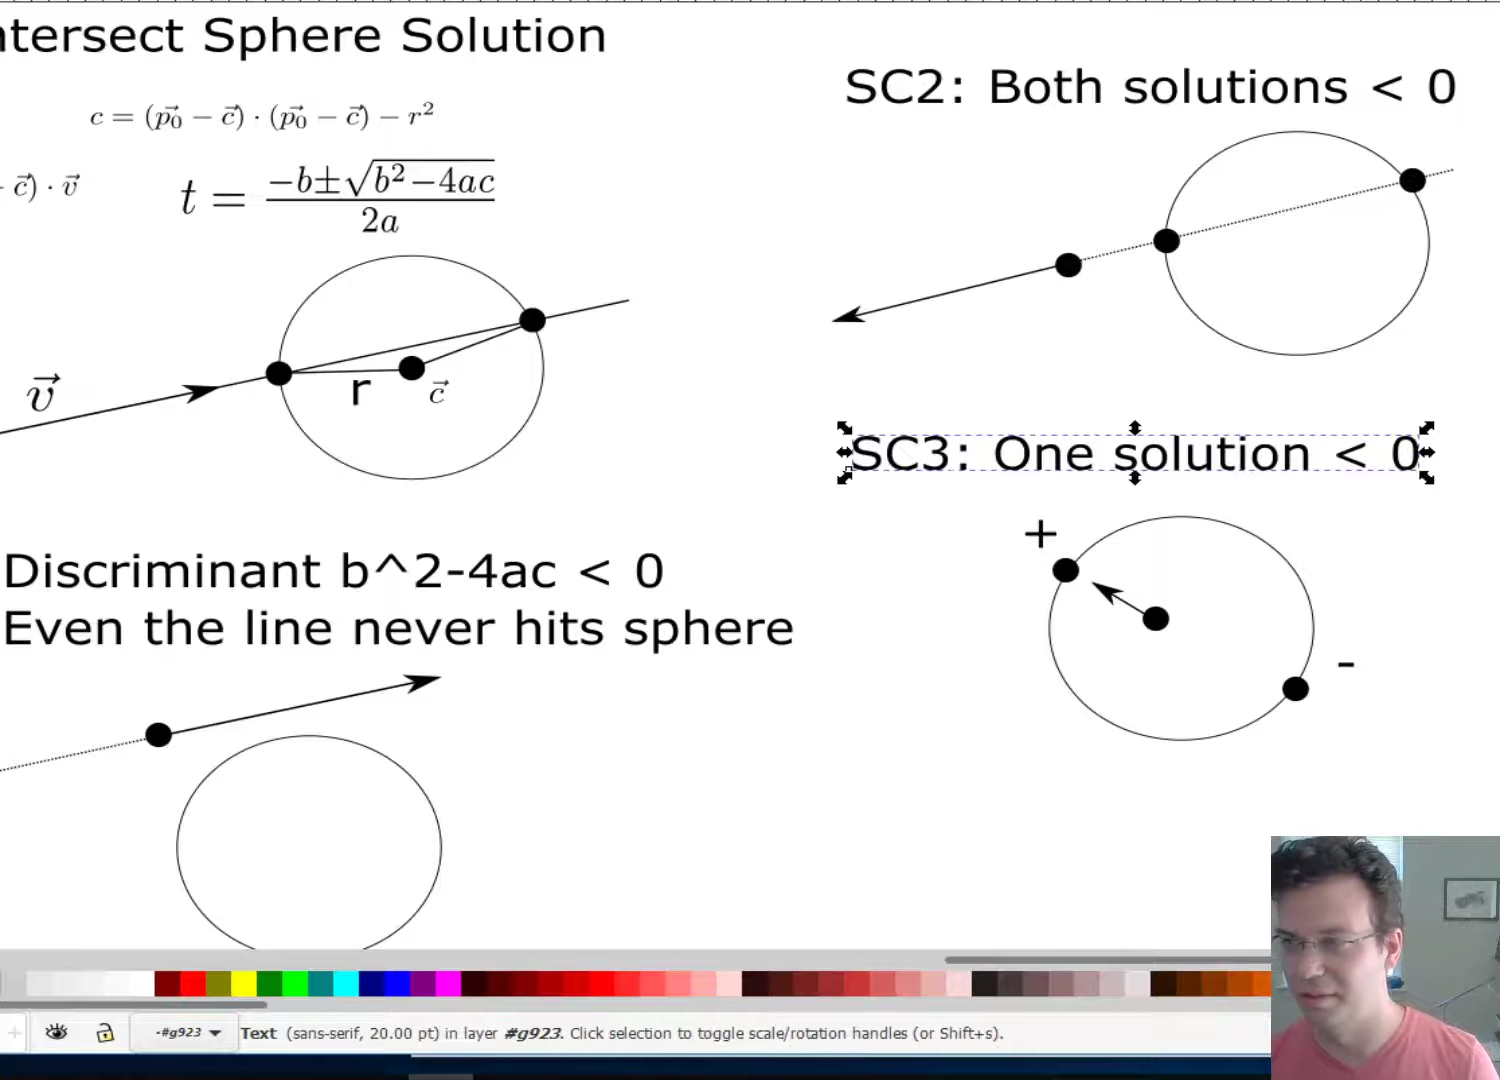 ntersect Sphere Solution
c = (p⃗₀ − c⃗) · (p⃗₀ − c⃗) − r²
c⃗) · v⃗
t = (−b±√(b²−4ac))/(2a)
v⃗
r
c⃗
Discriminant b^2-4ac < 0
Even the line never hits sphere
SC2: Both solutions < 0
SC3: One solution < 0
+
-
-#g923
Text (sans-serif, 20.00 pt) in layer #g923. Click selection to toggle scale/rotation handles (or Shift+s).